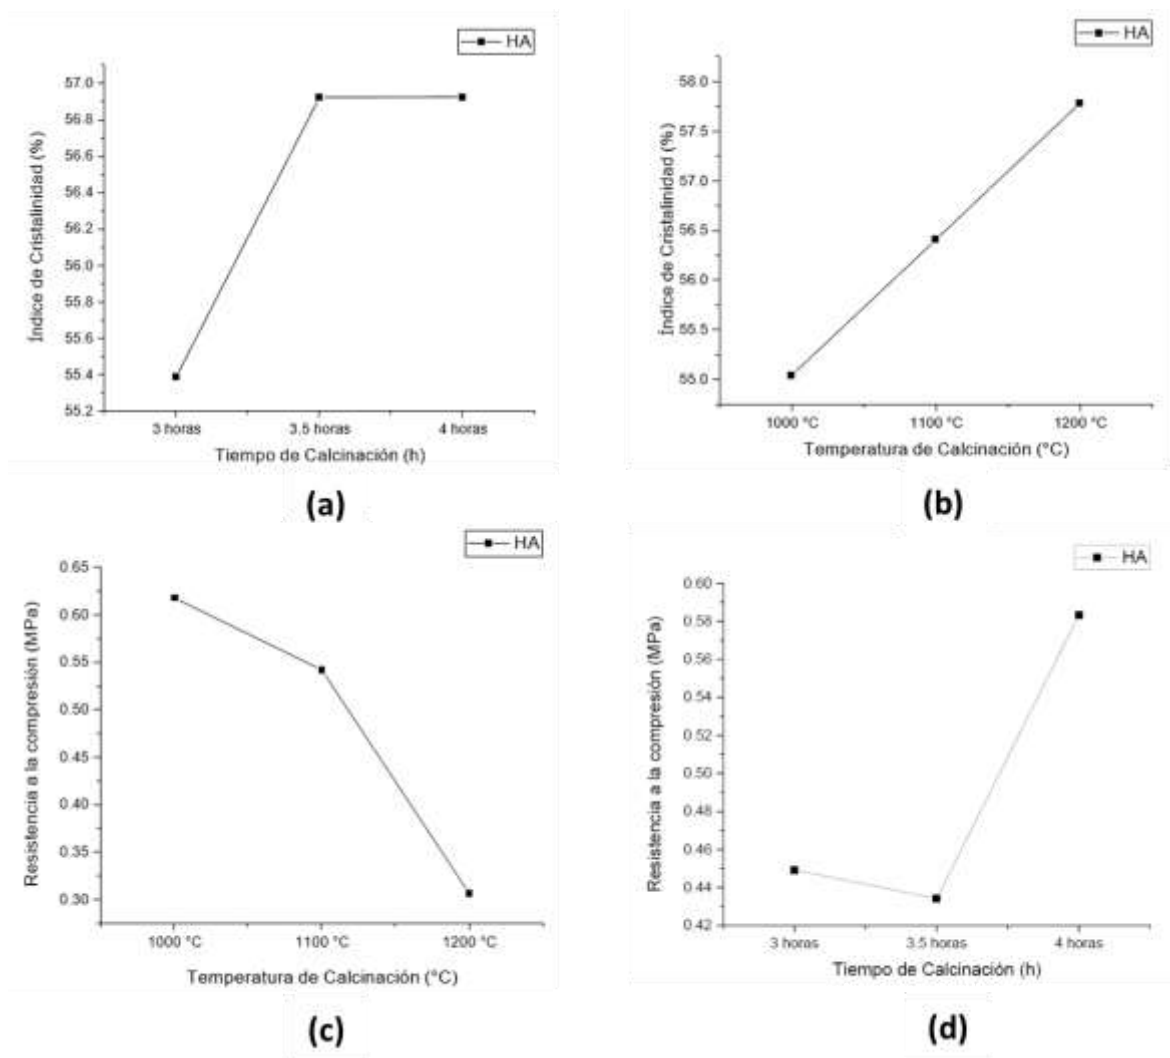 HA
57.0
56.8
56.6
56.4
56.2
56.0
55.8
55.6
55.4
55.2
Índice de Cristalinidad (%)
3 horas 3.5 horas 4 horas
Tiempo de Calcinación (h)
(a)
HA
58.0
57.5
57.0
56.5
56.0
55.5
55.0
Índice de Cristalinidad (%)
1000 °C 1100 °C 1200 °C
Temperatura de Calcinación (°C)
(b)
HA
0.65
0.60
0.55
0.50
0.45
0.40
0.35
0.30
Resistencia a la compresión (MPa)
1000 °C 1100 °C 1200 °C
Temperatura de Calcinación (°C)
(c)
HA
0.60
0.58
0.56
0.54
0.52
0.50
0.48
0.46
0.44
0.42
Resistencia a la compresión (MPa)
3 horas 3.5 horas 4 horas
Tiempo de Calcinación (h)
(d)